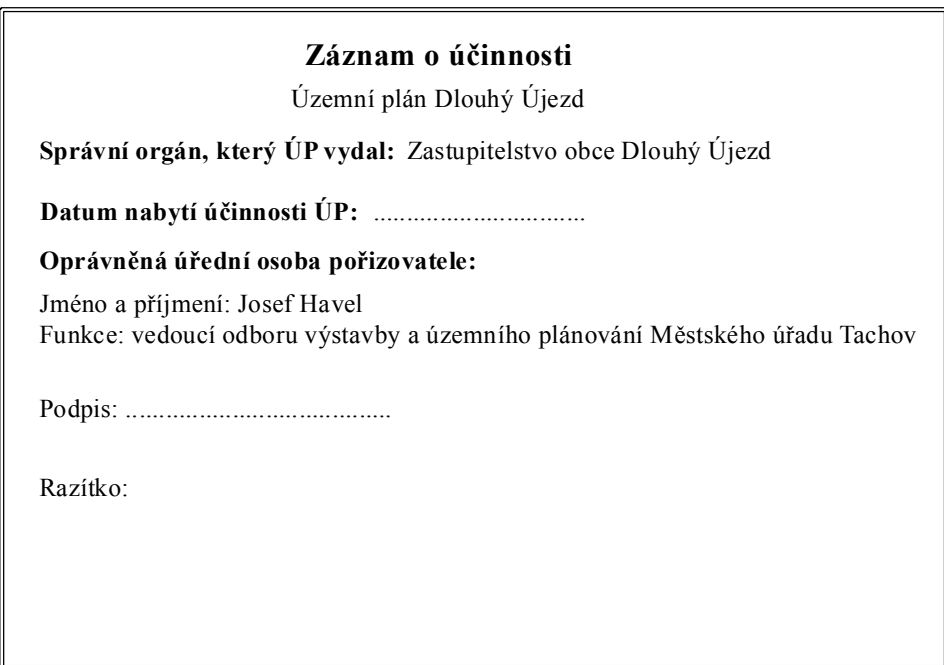 Záznam o účinnosti
Územní plán Dlouhý Újezd
Správní orgán, který ÚP vydal: Zastupitelstvo obce Dlouhý Újezd
Datum nabytí účinnosti ÚP: ................................
Oprávněná úřední osoba pořizovatele:
Jméno a příjmení: Josef Havel
Funkce: vedoucí odboru výstavby a územního plánování Městského úřadu Tachov
Podpis: ........................................
Razítko: